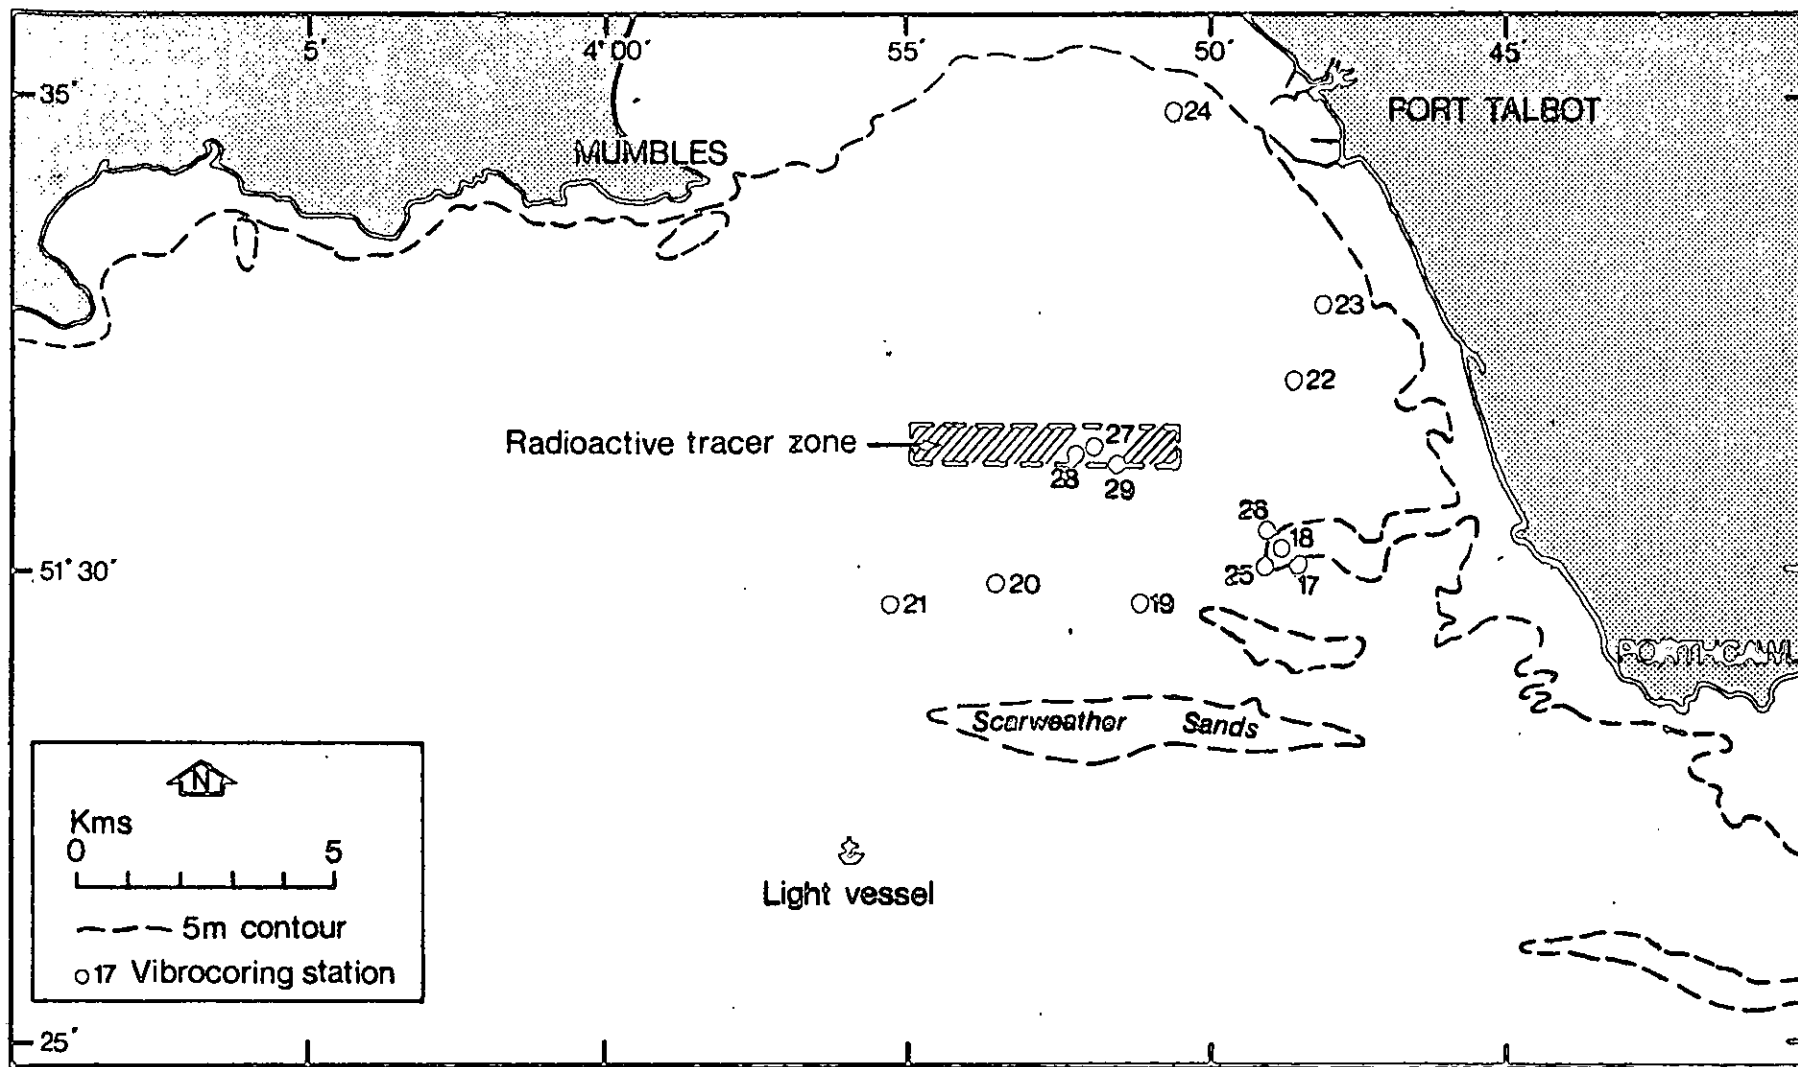 5'
4°00'
55'
50'
45'
35'
24
PORT TALBOT
MUMBLES
23
22
Radioactive tracer zone
27
28
29
26
18
51°30'
25
17
20
21
19
PORTHCAWL
Scarweather Sands
N
Kms
0 5
Light vessel
5m contour
17 Vibrocoring station
25'